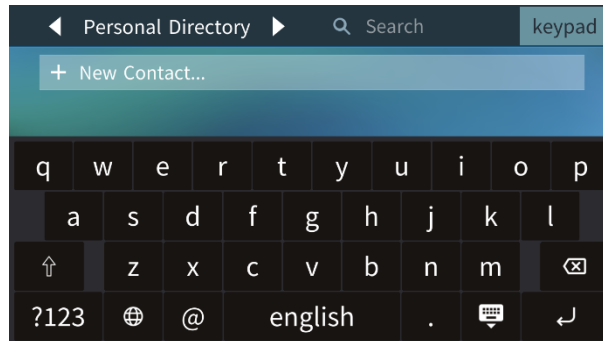 Personal Directory Search keypad
+ New Contact...
q w e r t y u i o p
a s d f g h j k l
z x c v b n m
?123 @ english .